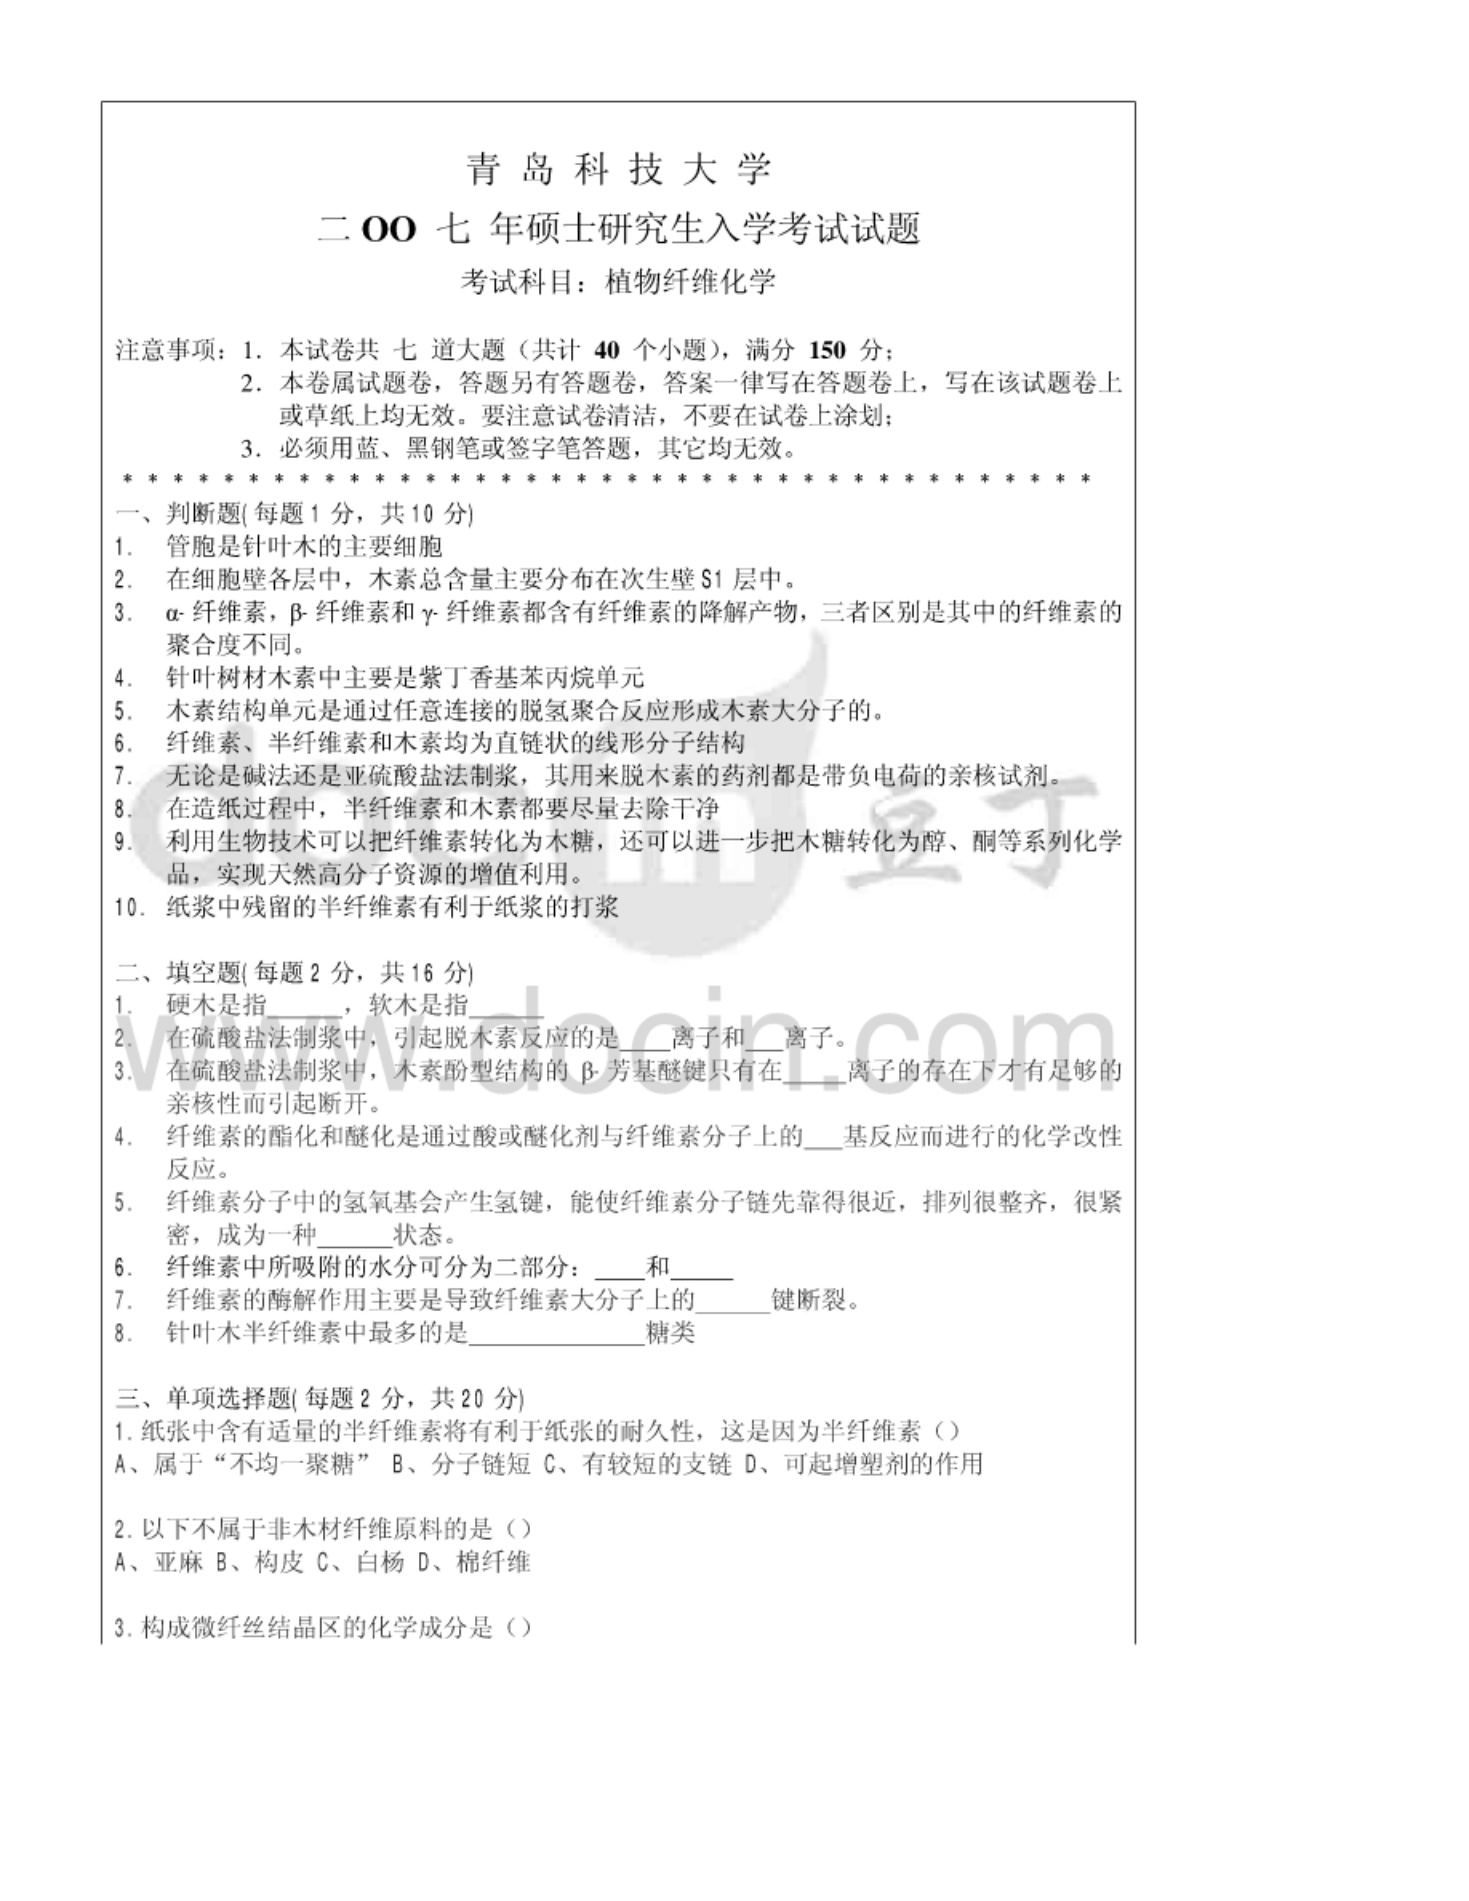 青 岛 科 技 大 学
二 OO 七 年硕士研究生入学考试试题
考试科目：植物纤维化学
注意事项：1．本试卷共 七 道大题（共计 40 个小题），满分 150 分；
2．本卷属试题卷，答题另有答题卷，答案一律写在答题卷上，写在该试题卷上
或草纸上均无效。要注意试卷清洁，不要在试卷上涂划；
3．必须用蓝、黑钢笔或签字笔答题，其它均无效。
* * * * * * * * * * * * * * * * * * * * * * * * * * * * * * * * * * * * * * *
一、判断题(每题1 分，共10 分)
1. 管胞是针叶木的主要细胞
2. 在细胞壁各层中，木素总含量主要分布在次生壁S1 层中。
3. α-纤维素，β-纤维素和γ-纤维素都含有纤维素的降解产物，三者区别是其中的纤维素的
聚合度不同。
4. 针叶树材木素中主要是紫丁香基苯丙烷单元
5. 木素结构单元是通过任意连接的脱氢聚合反应形成木素大分子的。
6. 纤维素、半纤维素和木素均为直链状的线形分子结构
7. 无论是碱法还是亚硫酸盐法制浆，其用来脱木素的药剂都是带负电荷的亲核试剂。
8. 在造纸过程中，半纤维素和木素都要尽量去除干净
9. 利用生物技术可以把纤维素转化为木糖，还可以进一步把木糖转化为醇、酮等系列化学
品，实现天然高分子资源的增值利用。
10. 纸浆中残留的半纤维素有利于纸浆的打浆
二、填空题(每题2 分，共16 分)
1. 硬木是指______，软木是指______
2. 在硫酸盐法制浆中，引起脱木素反应的是____离子和___离子。
3. 在硫酸盐法制浆中，木素酚型结构的 β-芳基醚键只有在_____离子的存在下才有足够的
亲核性而引起断开。
4. 纤维素的酯化和醚化是通过酸或醚化剂与纤维素分子上的___基反应而进行的化学改性
反应。
5. 纤维素分子中的氢氧基会产生氢键，能使纤维素分子链先靠得很近，排列很整齐，很紧
密，成为一种______状态。
6. 纤维素中所吸附的水分可分为二部分：____和_____
7. 纤维素的酶解作用主要是导致纤维素大分子上的______键断裂。
8. 针叶木半纤维素中最多的是______________糖类
三、单项选择题(每题2 分，共20 分)
1.纸张中含有适量的半纤维素将有利于纸张的耐久性，这是因为半纤维素（）
A、属于“不均一聚糖” B、分子链短 C、有较短的支链 D、可起增塑剂的作用
2.以下不属于非木材纤维原料的是（）
A、亚麻 B、构皮 C、白杨 D、棉纤维
3.构成微纤丝结晶区的化学成分是（）
docin 豆丁
www.docin.com